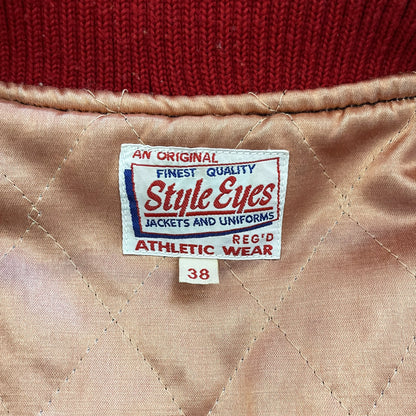 AN ORIGINAL
FINEST QUALITY
Style Eyes
JACKETS AND UNIFORMS
REG'D
ATHLETIC WEAR
38